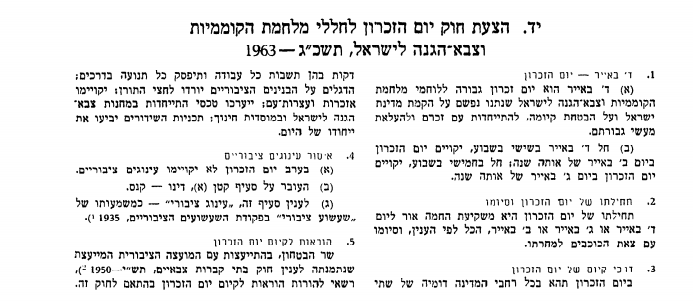 יד. הצעת חוק יום הזכרון לחללי מלחמת הקוממיות
וצבא־הגנה לישראל, תשכ״ג—1963
1. ד׳ באייר — יום הזכרון
(א) ד׳ באייר הוא יום זכרון גבורה ללוחמי מלחמת
הקוממיות וצבא־הגנה לישראל שנתנו נפשם על הקמת מדינת
ישראל ועל הבטחת קיומה, להתייחדות עם זכרם ולהעלאת
מעשי גבורתם.
(ב) חל ד׳ באייר בשישי בשבוע, יקויים יום הזכרון
ביום ב׳ באייר של אותה שנה; חל בחמישי בשבוע, יקויים
יום הזכרון ביום ג׳ באייר של אותה שנה.
2. תחילתו של יום הזכרון וסיומו
תחילתו של יום הזכרון היא משקיעת החמה אור ליום
ד׳ באייר או ג׳ באייר או ב׳ באייר, הכל לפי הענין, וסיומו
עם צאת הכוכבים למחרתו.
3. דרכי קיום של יום הזכרון
ביום הזכרון תהא בכל רחבי המדינה דומיה של שתי
דקות בהן תשבות כל עבודה ותיפסק כל תנועה בדרכים;
הדגלים על הבנינים הציבוריים יורדו לחצי התורן; יקויימו
אזכרות ועצרות־עם; ייערכו טכסי התייחדות במחנות צבא־
הגנה לישראל ובמוסדות חינוך; תכניות השידורים יביעו את
ייחודו של היום.
4. איסור עינוגים ציבוריים
(א) בערב יום הזכרון לא יקויימו עינוגים ציבוריים.
(ב) העובר על סעיף קטן (א), דינו — קנס.
(ג) לענין סעיף זה, „עינוג ציבורי״ — כמשמעותו של
„שעשוע ציבורי״ בפקודת השעשועים הציבוריים, 1935 ¹).
5. הוראות לקיום יום הזכרון
שר הבטחון, בהתייעצות עם המועצה הציבורית המייעצת
שנתמנתה לענין חוק בתי קברות צבאיים, תש״י—1950 ²),
רשאי להורות הוראות לקיום יום הזכרון בהתאם לחוק זה.